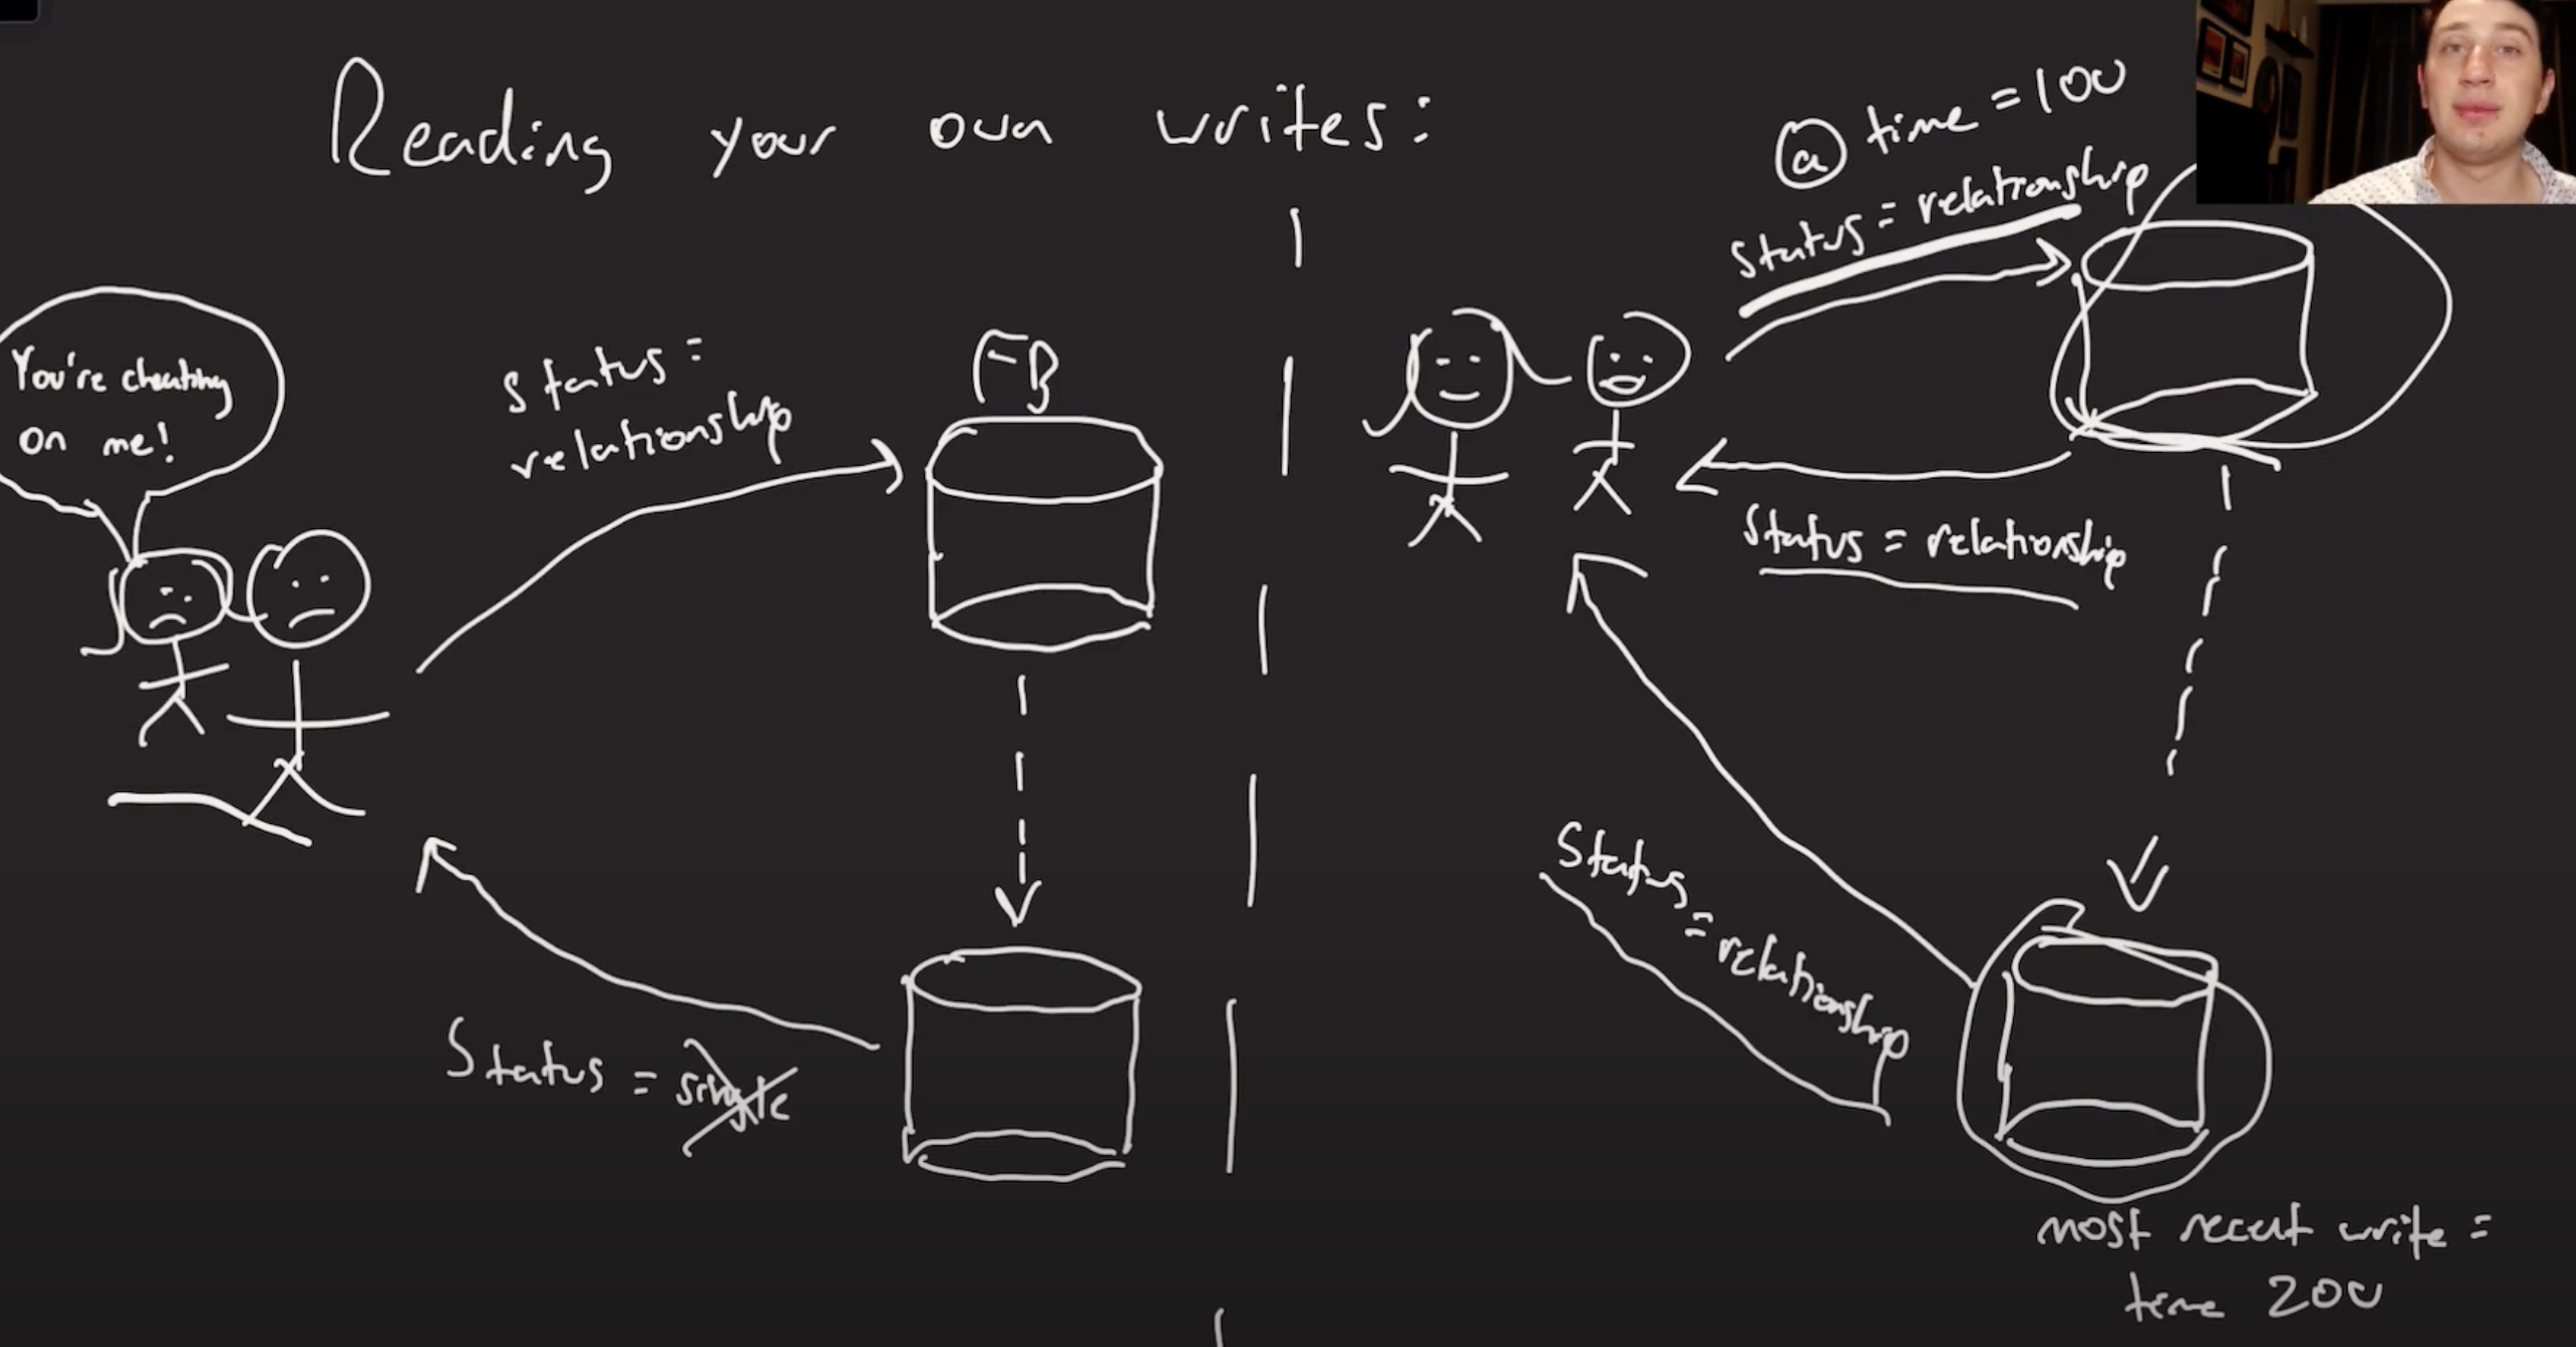 Reading your own writes:
@ time = 100
Status = relationship
You're cheating
on me!
Status =
relationship
FB
Status = relationship
Status = relationship
Status = single
most recent write =
time 200